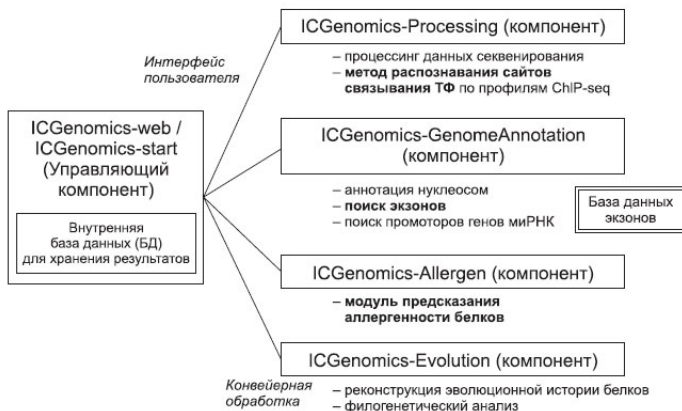 ICGenomics-Processing (компонент)
Интерфейс
пользователя
– процессинг данных секвенирования
– метод распознавания сайтов
связывания ТФ по профилям ChIP-seq
ICGenomics-web /
ICGenomics-start
(Управляющий
компонент)
Внутренняя
база данных (БД)
для хранения результатов
ICGenomics-GenomeAnnotation
(компонент)
– аннотация нуклеосом
– поиск экзонов
– поиск промоторов генов миРНК
База данных
экзонов
ICGenomics-Allergen (компонент)
– модуль предсказания
аллергенности белков
ICGenomics-Evolution (компонент)
Конвейерная
обработка
– реконструкция эволюционной истории белков
– филогенетический анализ